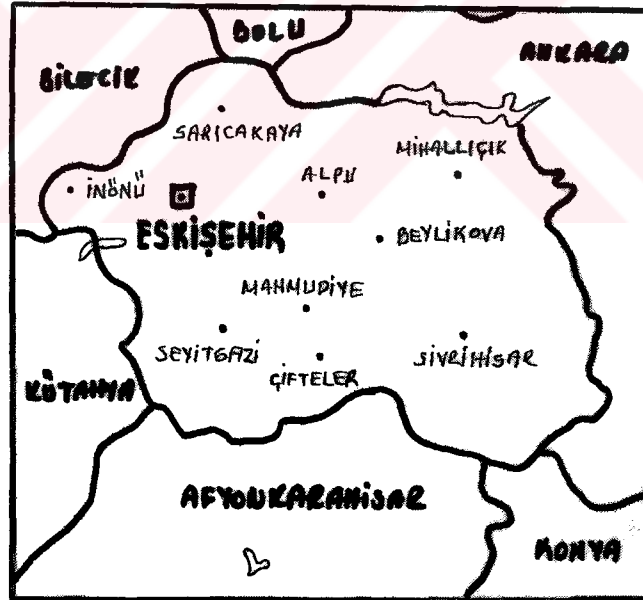 BOLU
ANKARA
BİLECİK
SARICAKAYA
MİHALLIÇIK
ALPU
İNÖNÜ
ESKİŞEHİR
BEYLİKOVA
MAHMUDİYE
SEYİTGAZİ
ÇİFTELER
SİVRİHİSAR
KÜTAHYA
AFYONKARAHİSAR
KONYA